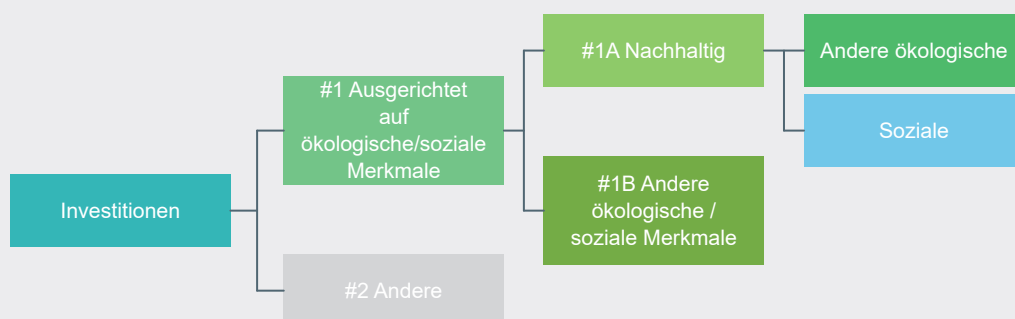 Investitionen
#1 Ausgerichtet
auf
ökologische/soziale
Merkmale
#2 Andere
#1A Nachhaltig
#1B Andere
ökologische /
soziale Merkmale
Andere ökologische
Soziale